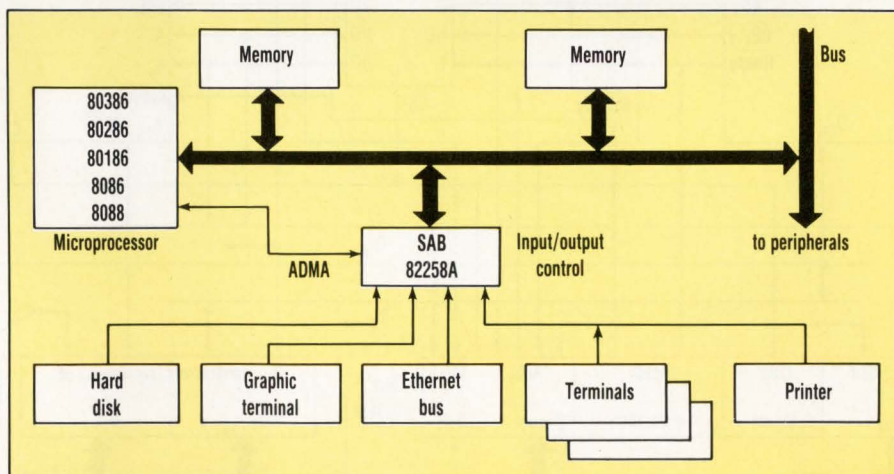 Memory
Memory
Bus
80386
80286
80186
8086
8088
Microprocessor
ADMA
SAB
82258A
Input/output
control
to peripherals
Hard
disk
Graphic
terminal
Ethernet
bus
Terminals
Printer